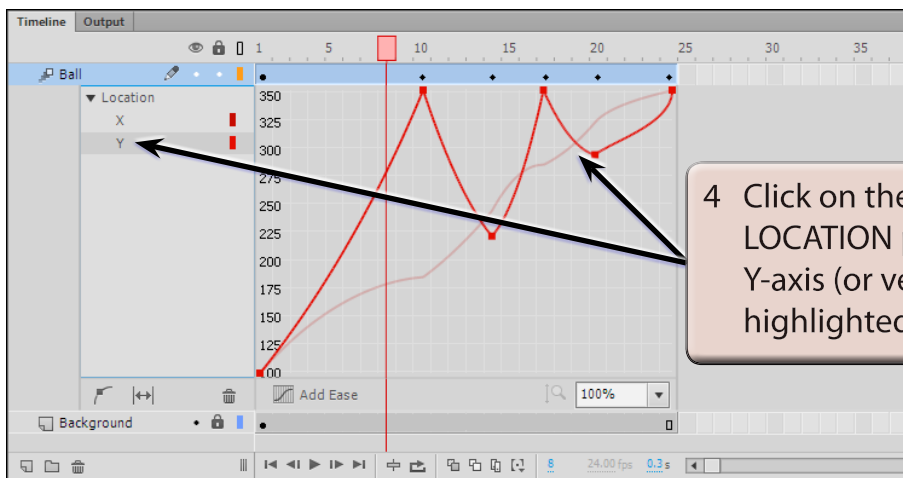 Timeline Output
1 5 10 15 20 25 30 35
Ball
Location
X
Y
350
325
300
275
250
225
200
175
150
125
100
4 Click on the
LOCATION
Y-axis (or ve
highlighted
Add Ease
100%
Background
8 24.00 fps 0.3 s